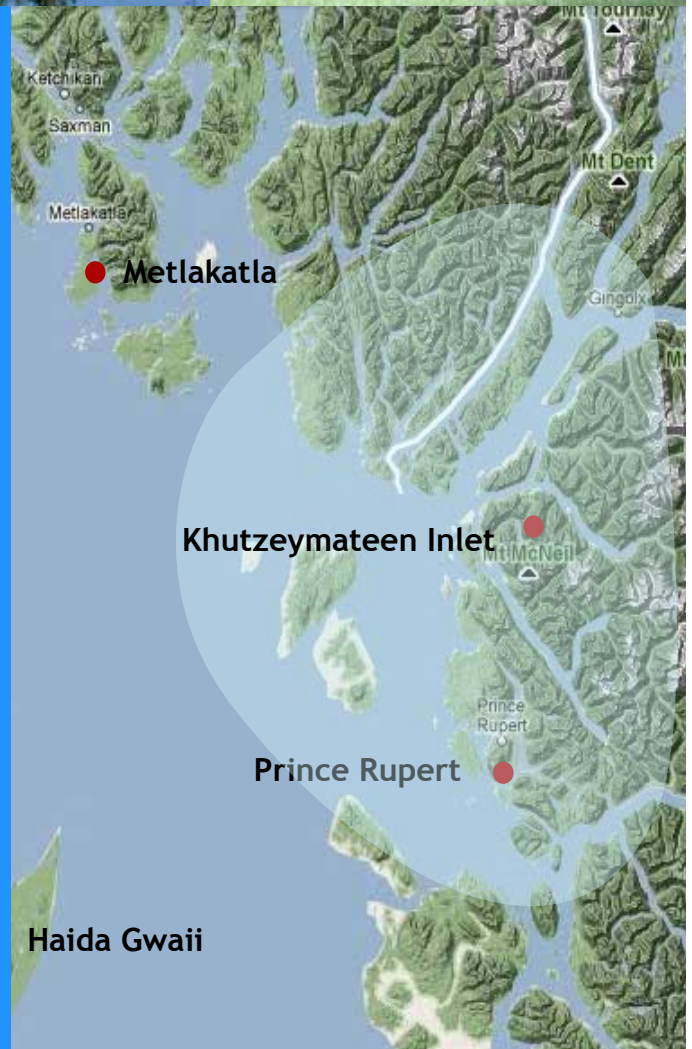 Mt Tournay
Ketchikan
Saxman
Mt Dent
Metlakatla
Metlakatla
Gingolx
Mt
Khutzeymateen Inlet
Mt McNeil
Prince
Rupert
Prince Rupert
Haida Gwaii